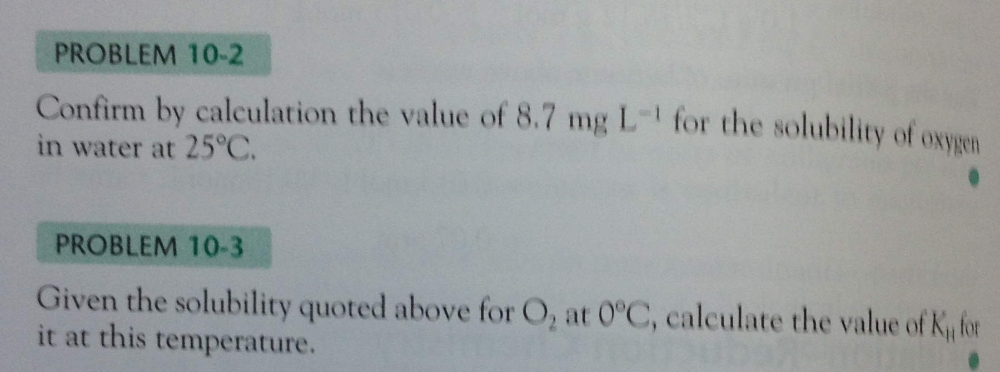 PROBLEM 10-2
Confirm by calculation the value of 8.7 mg L⁻¹ for the solubility of oxygen
in water at 25°C.
PROBLEM 10-3
Given the solubility quoted above for O₂ at 0°C, calculate the value of K_H for
it at this temperature.